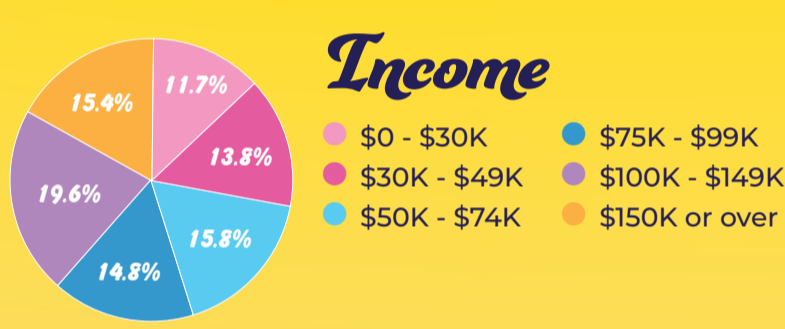 Income
11.7%
13.8%
15.8%
14.8%
19.6%
15.4%
$0 - $30K
$30K - $49K
$50K - $74K
$75K - $99K
$100K - $149K
$150K or over